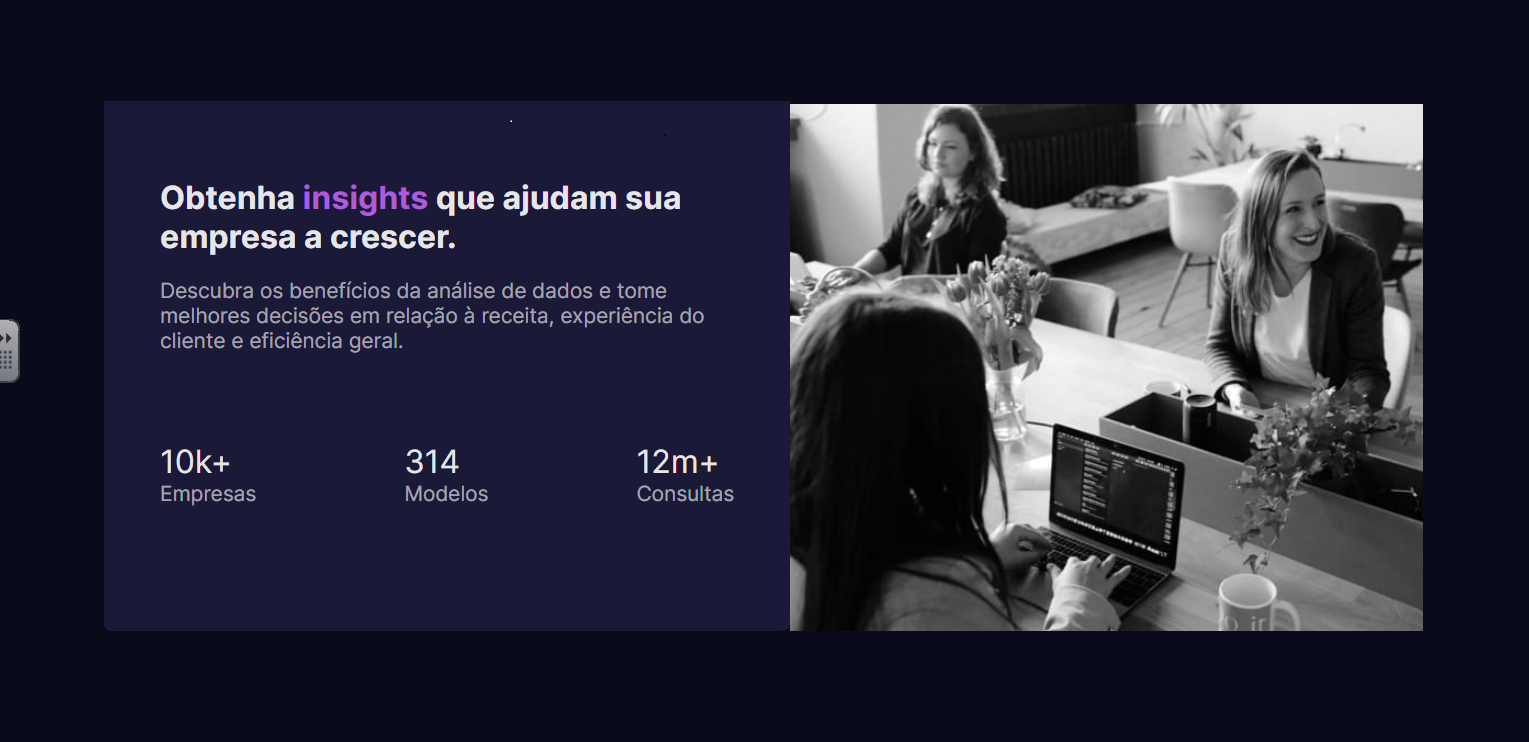 Obtenha insights que ajudam sua
empresa a crescer.
Descubra os benefícios da análise de dados e tome
melhores decisões em relação à receita, experiência do
cliente e eficiência geral.
10k+
Empresas
314
Modelos
12m+
Consultas